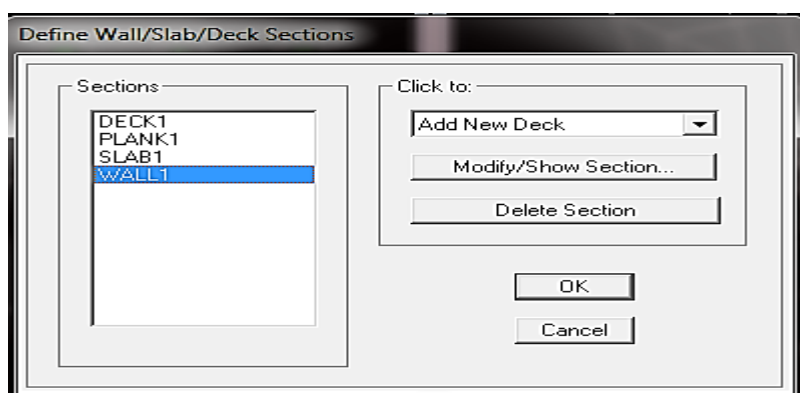 Define Wall/Slab/Deck Sections
Sections
DECK1
PLANK1
SLAB1
WALL1
Click to:
Add New Deck
Modify/Show Section...
Delete Section
OK
Cancel